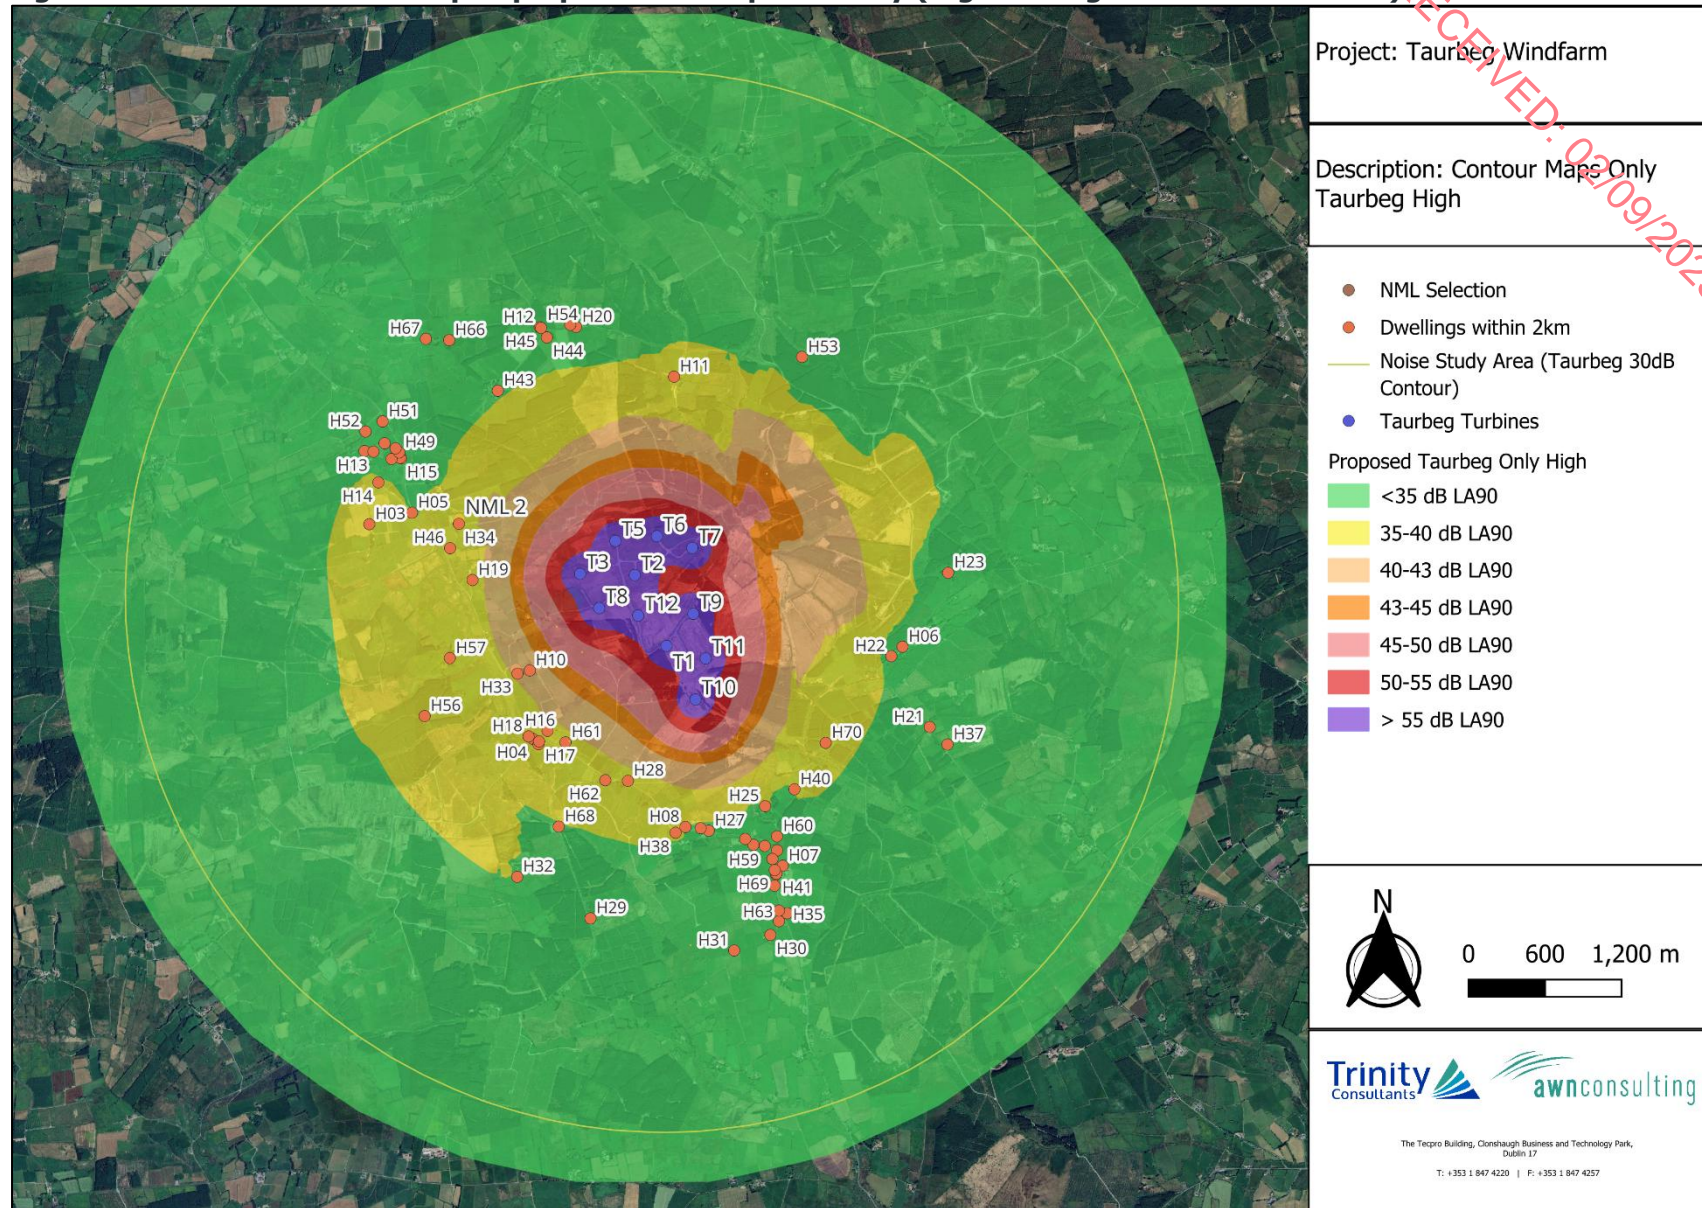 Project: Taurbeg Windfarm
RECEIVED: 02/09/202
Description: Contour Maps Only
Taurbeg High
NML Selection
Dwellings within 2km
Noise Study Area (Taurbeg 30dB
Contour)
Taurbeg Turbines
Proposed Taurbeg Only High
<35 dB LA90
35-40 dB LA90
40-43 dB LA90
43-45 dB LA90
45-50 dB LA90
50-55 dB LA90
> 55 dB LA90
H12 H54 H20
H67 H66
H45
H44
H53
H11
H43
H51
H52
H49
H13 H15
H14
H05
H03
NML 2
H46 H34
H19
T5 T6 T7
T3 T2
T8 T12 T9
T1 T11
T10
H23
H06
H22
H57
H10
H33
H56
H18 H16
H61
H04 H17
H21
H37
H70
H28
H62
H40
H25
H68
H08 H27
H38
H60
H59 H07
H32
H69 H41
H29
H63 H35
H31
H30
N
0 600 1,200 m
Trinity
Consultants
awnconsulting
The Tecpro Building, Clonshaugh Business and Technology Park,
Dublin 17
T: +353 1 847 4220 | F: +353 1 847 4257